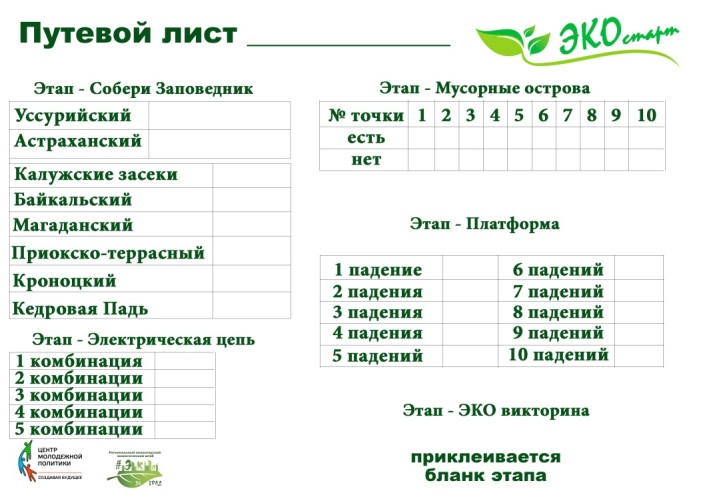 Путевой лист ______________
ЭКОстарт
Этап - Собери Заповедник
Уссурийский
Астраханский
Калужские засеки
Байкальский
Магаданский
Приокско-террасный
Кроноцкий
Кедровая Падь
Этап - Электрическая цепь
1 комбинация
2 комбинации
3 комбинации
4 комбинации
5 комбинации
ЦЕНТР
МОЛОДЕЖНОЙ
ПОЛИТИКИ
СОЗДАВАЯ БУДУЩЕЕ
Этап - Мусорные острова
№ точки 1 2 3 4 5 6 7 8 9 10
есть
нет
Этап - Платформа
1 падение 6 падений
2 падения 7 падений
3 падения 8 падений
4 падения 9 падений
5 падений 10 падений
Этап - ЭКО викторина
приклеивается
бланк этапа